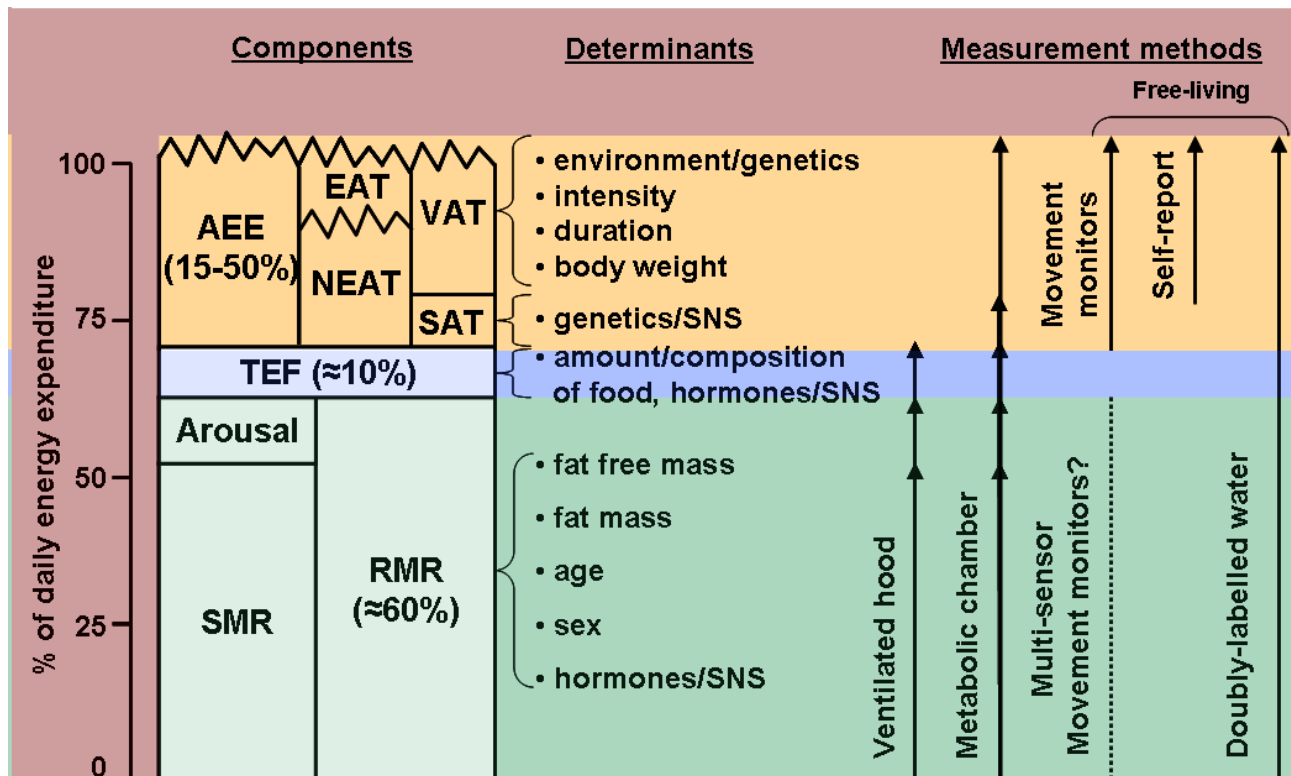 Components
Determinants
Measurement methods
Free-living
% of daily energy expenditure
100
75
50
25
0
AEE
(15-50%)
EAT
NEAT
VAT
SAT
TEF (≈10%)
Arousal
SMR
RMR
(≈60%)
• environment/genetics
• intensity
• duration
• body weight
• genetics/SNS
• amount/composition
of food, hormones/SNS
• fat free mass
• fat mass
• age
• sex
• hormones/SNS
Ventilated hood
Metabolic chamber
Movement
monitors
Multi-sensor
Movement monitors?
Self-report
Doubly-labelled water